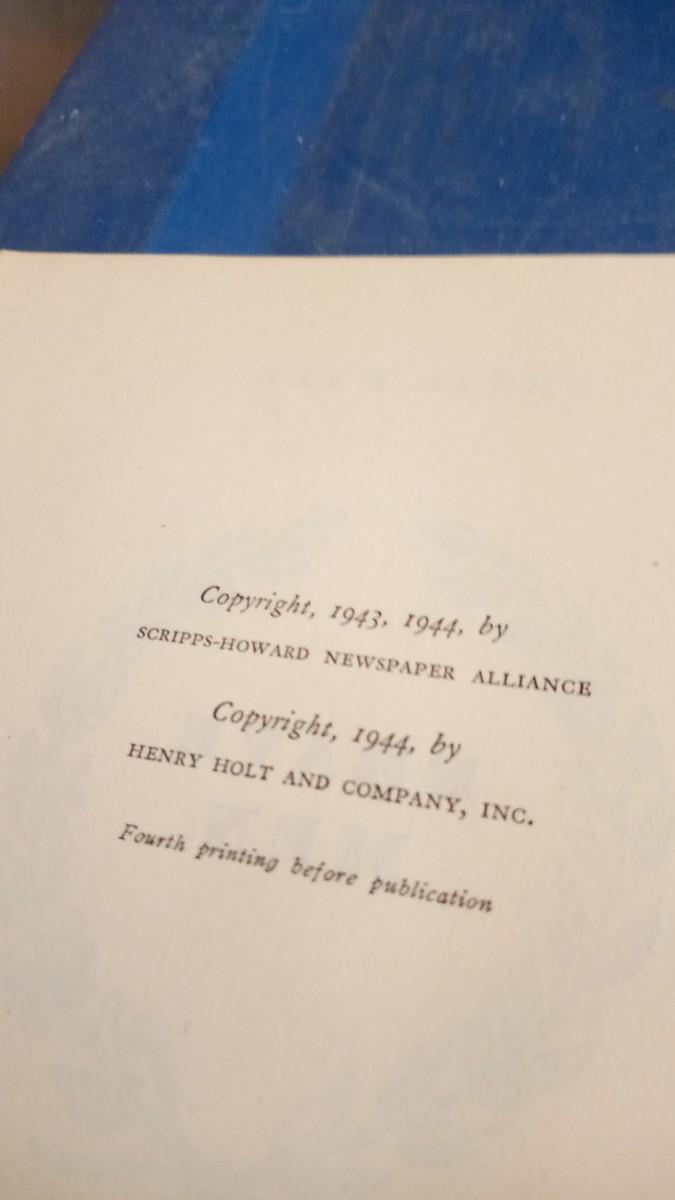 Copyright, 1943, 1944, by
SCRIPPS-HOWARD NEWSPAPER ALLIANCE
Copyright, 1944, by
HENRY HOLT AND COMPANY, INC.
Fourth printing before publication